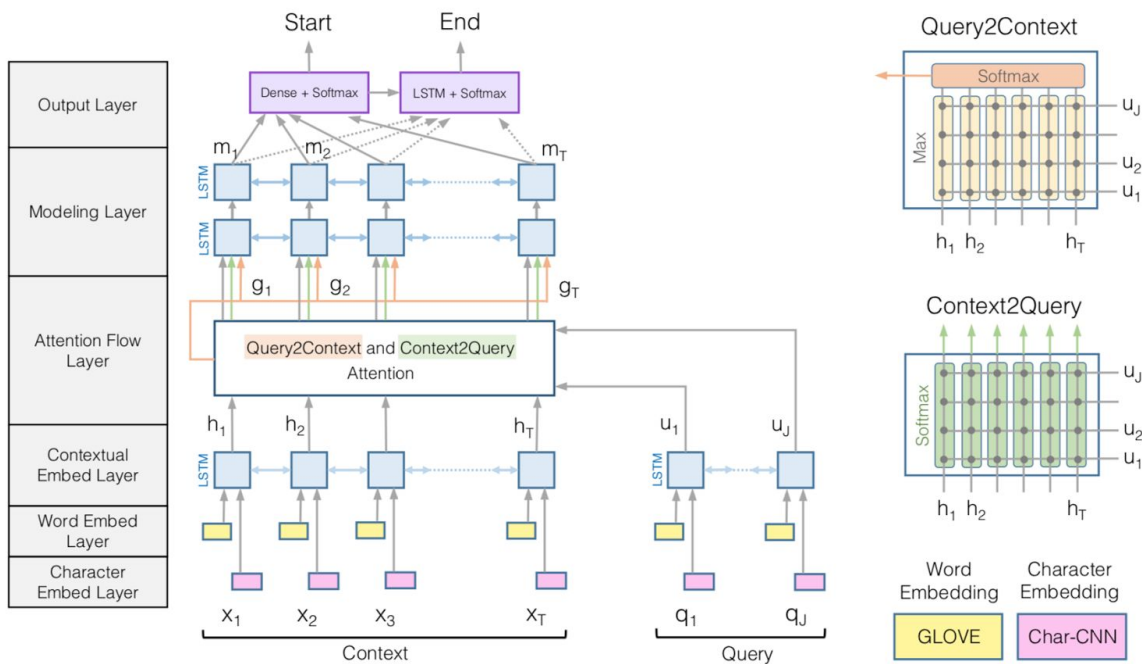 Start End
Output Layer
Dense + Softmax LSTM + Softmax
m1 m2 mT
LSTM
Modeling Layer
LSTM
g1 g2 gT
Attention Flow
Layer
Query2Context and Context2Query
Attention
h1 h2 hT u1 uJ
Contextual
Embed Layer
LSTM LSTM
Word Embed
Layer
Character
Embed Layer
x1 x2 x3 xT q1 qJ
Context Query
Query2Context
Softmax
Max
uJ
u2
u1
h1 h2 hT
Context2Query
Softmax
uJ
u2
u1
h1 h2 hT
Word
Embedding
Character
Embedding
GLOVE Char-CNN